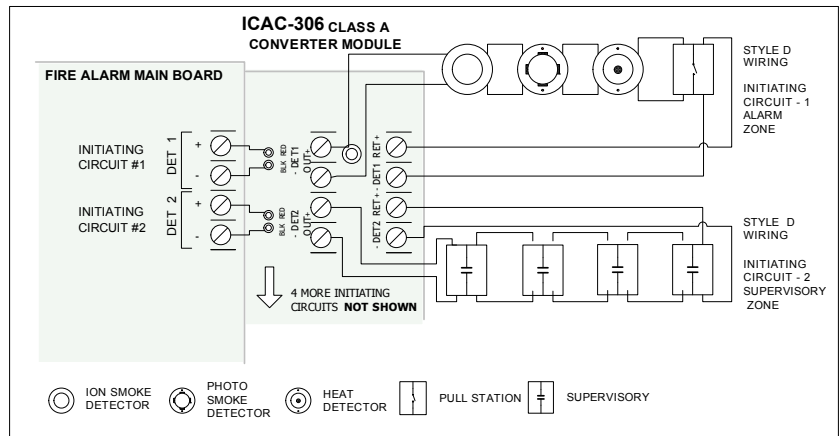 ICAC-306 CLASS A
CONVERTER MODULE
FIRE ALARM MAIN BOARD
INITIATING
CIRCUIT #1
DET 1
+
-
INITIATING
CIRCUIT #2
DET 2
+
-
BLK RED
- DET1
OUT+
BLK RED
- DET2
OUT+
- DET1 RET+
- DET2 RET+
4 MORE INITIATING
CIRCUITS NOT SHOWN
STYLE D
WIRING
INITIATING
CIRCUIT - 1
ALARM
ZONE
STYLE D
WIRING
INITIATING
CIRCUIT - 2
SUPERVISORY
ZONE
ION SMOKE
DETECTOR
PHOTO
SMOKE
DETECTOR
HEAT
DETECTOR
PULL STATION
SUPERVISORY